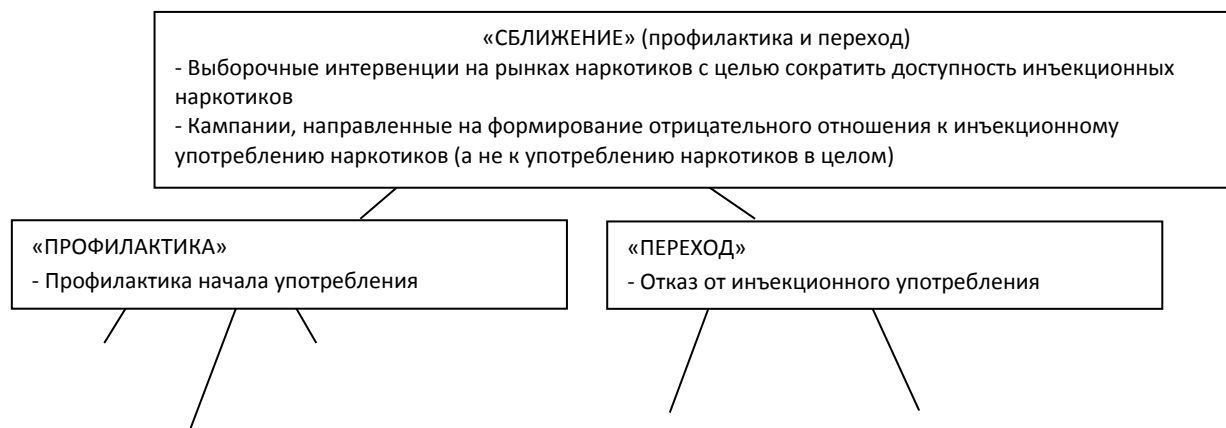 «СБЛИЖЕНИЕ» (профилактика и переход)
- Выборочные интервенции на рынках наркотиков с целью сократить доступность инъекционных
наркотиков
- Кампании, направленные на формирование отрицательного отношения к инъекционному
употреблению наркотиков (а не к употреблению наркотиков в целом)
«ПРОФИЛАКТИКА»
- Профилактика начала употребления
«ПЕРЕХОД»
- Отказ от инъекционного употребления